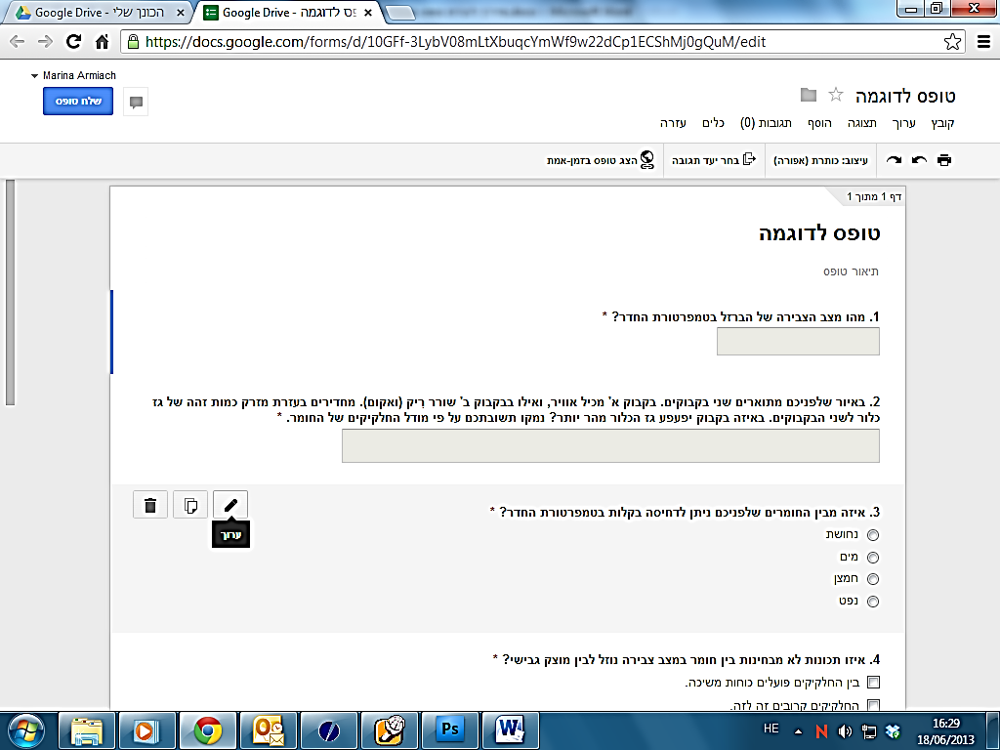 Google Drive - הכונן שלי
Google Drive - פס לדוגמה
https://docs.google.com/forms/d/10GFf-3LybV08mLtXbuqcYmWf9w22dCp1ECShMj0gQuM/edit
Marina Armiach
שלח טופס
טופס לדוגמה
קובץ ערוך תצוגה הוסף תגובות (0) כלים עזרה
עיצוב: כותרת (אפורה) בחר יעד תגובה הצג טופס בזמן-אמת
דף 1 מתוך 1
טופס לדוגמה
תיאור טופס
1. מהו מצב הצבירה של הברזל בטמפרטורת החדר? *
2. באיור שלפניכם מתוארים שני בקבוקים. בקבוק א' מכיל אוויר, ואילו בבקבוק ב' שורר רִיק (ואקום). מחדירים בעזרת מזרק כמות זהה של גז
כלור לשני הבקבוקים. באיזה בקבוק יפעפע גז הכלור מהר יותר? נמקו תשובתכם על פי מודל החלקיקים של החומר. *
3. איזה מבין החומרים שלפניכם ניתן לדחיסה בקלות בטמפרטורת החדר? *
ערוך
נחושת
מים
חמצן
נפט
4. איזו תכונות לא מבחינות בין חומר במצב צבירה נוזל לבין מוצק גבישי? *
בין החלקיקים פועלים כוחות משיכה.
החלקיקים קרובים זה לזה.
Ps
HE
N
16:29
18/06/2013